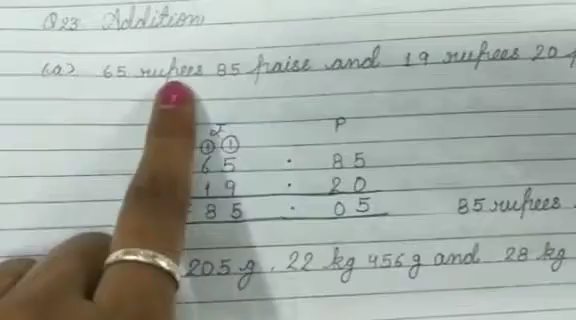 Q23 Addition
(a) 65 rupees 85 paise and 19 rupees 20 p
₹ P
① ①
65 . 85
19 . 20
85 . 05 85 rupees
205 g . 22 kg 456 g and 28 kg